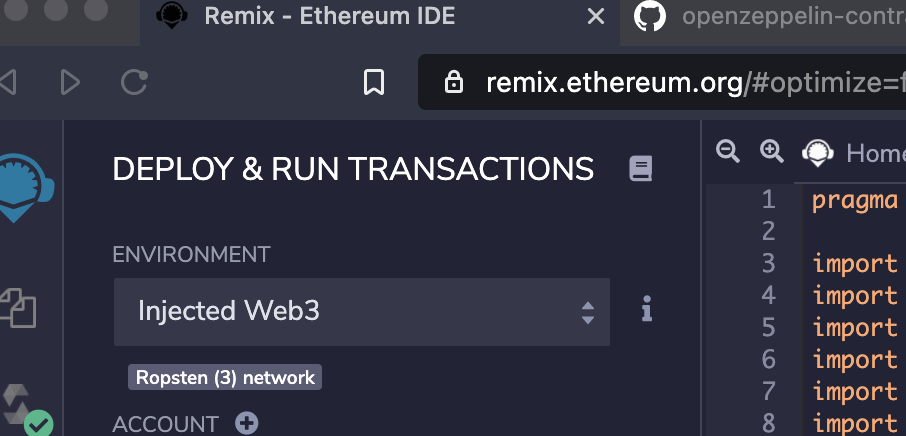 Remix - Ethereum IDE
openzeppelin-contr
remix.ethereum.org/#optimize=f
DEPLOY & RUN TRANSACTIONS
Home
ENVIRONMENT
Injected Web3
Ropsten (3) network
ACCOUNT
1 pragma
2
3 import
4 import
5 import
6 import
7 import
8 import